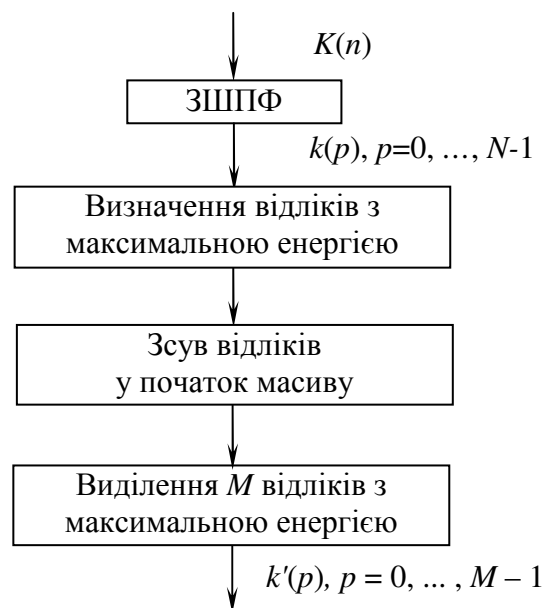 K(n)
ЗШПФ
k(p), p=0, ..., N-1
Визначення відліків з
максимальною енергією
Зсув відліків
у початок масиву
Виділення M відліків з
максимальною енергією
k'(p), p = 0, ... , M – 1